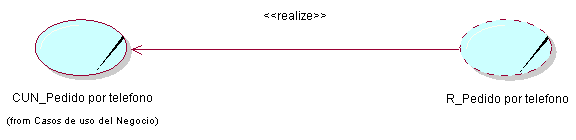 <<realize>>
CUN_Pedido por telefono
R_Pedido por telefono
(from Casos de uso del Negocio)